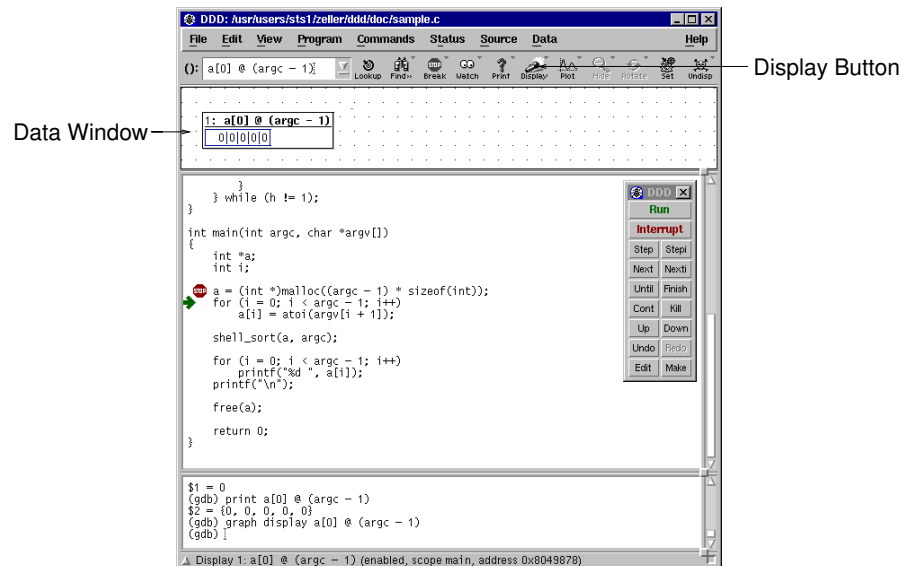 DDD: /usr/users/sts1/zeller/ddd/doc/sample.c
File Edit View Program Commands Status Source Data Help
(): a[0] @ (argc – 1)
Lookup Find» Break Watch Print Display Plot Hide Rotate Set Undisp
Display Button
Data Window
1: a[0] @ (argc – 1)
0|0|0|0|0
}
} while (h != 1);
}
int main(int argc, char *argv[])
{
int *a;
int i;
STOP a = (int *)malloc((argc – 1) * sizeof(int));
for (i = 0; i < argc – 1; i++)
a[i] = atoi(argv[i + 1]);
shell_sort(a, argc);
for (i = 0; i < argc – 1; i++)
printf("%d ", a[i]);
printf("\n");
free(a);
return 0;
}
DDD
Run
Interrupt
Step Stepi
Next Nexti
Until Finish
Cont Kill
Up Down
Undo Redo
Edit Make
$1 = 0
(gdb) print a[0] @ (argc – 1)
$2 = {0, 0, 0, 0, 0}
(gdb) graph display a[0] @ (argc – 1)
(gdb)
Display 1: a[0] @ (argc – 1) (enabled, scope main, address 0x8049878)